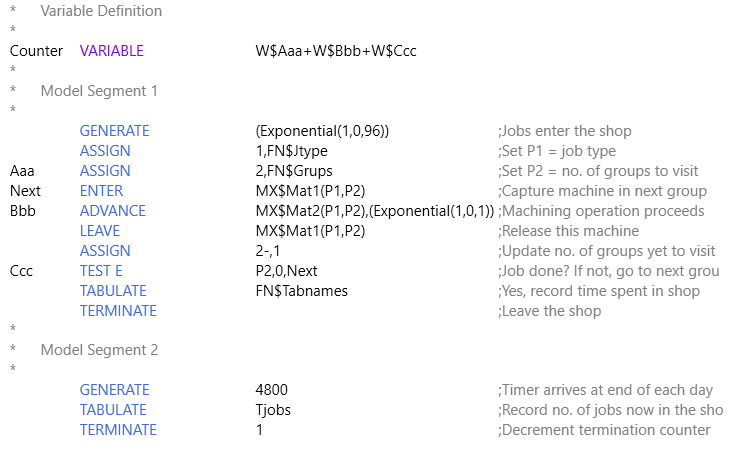 * Variable Definition
*
Counter VARIABLE W$Aaa+W$Bbb+W$Ccc
*
* Model Segment 1
*
GENERATE (Exponential(1,0,96)) ;Jobs enter the shop
ASSIGN 1,FN$Jtype ;Set P1 = job type
Aaa ASSIGN 2,FN$Grups ;Set P2 = no. of groups to visit
Next ENTER MX$Mat1(P1,P2) ;Capture machine in next group
Bbb ADVANCE MX$Mat2(P1,P2),(Exponential(1,0,1)) ;Machining operation proceeds
LEAVE MX$Mat1(P1,P2) ;Release this machine
ASSIGN 2-,1 ;Update no. of groups yet to visit
Ccc TEST E P2,0,Next ;Job done? If not, go to next grou
TABULATE FN$Tabnames ;Yes, record time spent in shop
TERMINATE ;Leave the shop
*
* Model Segment 2
*
GENERATE 4800 ;Timer arrives at end of each day
TABULATE Tjobs ;Record no. of jobs now in the sho
TERMINATE 1 ;Decrement termination counter